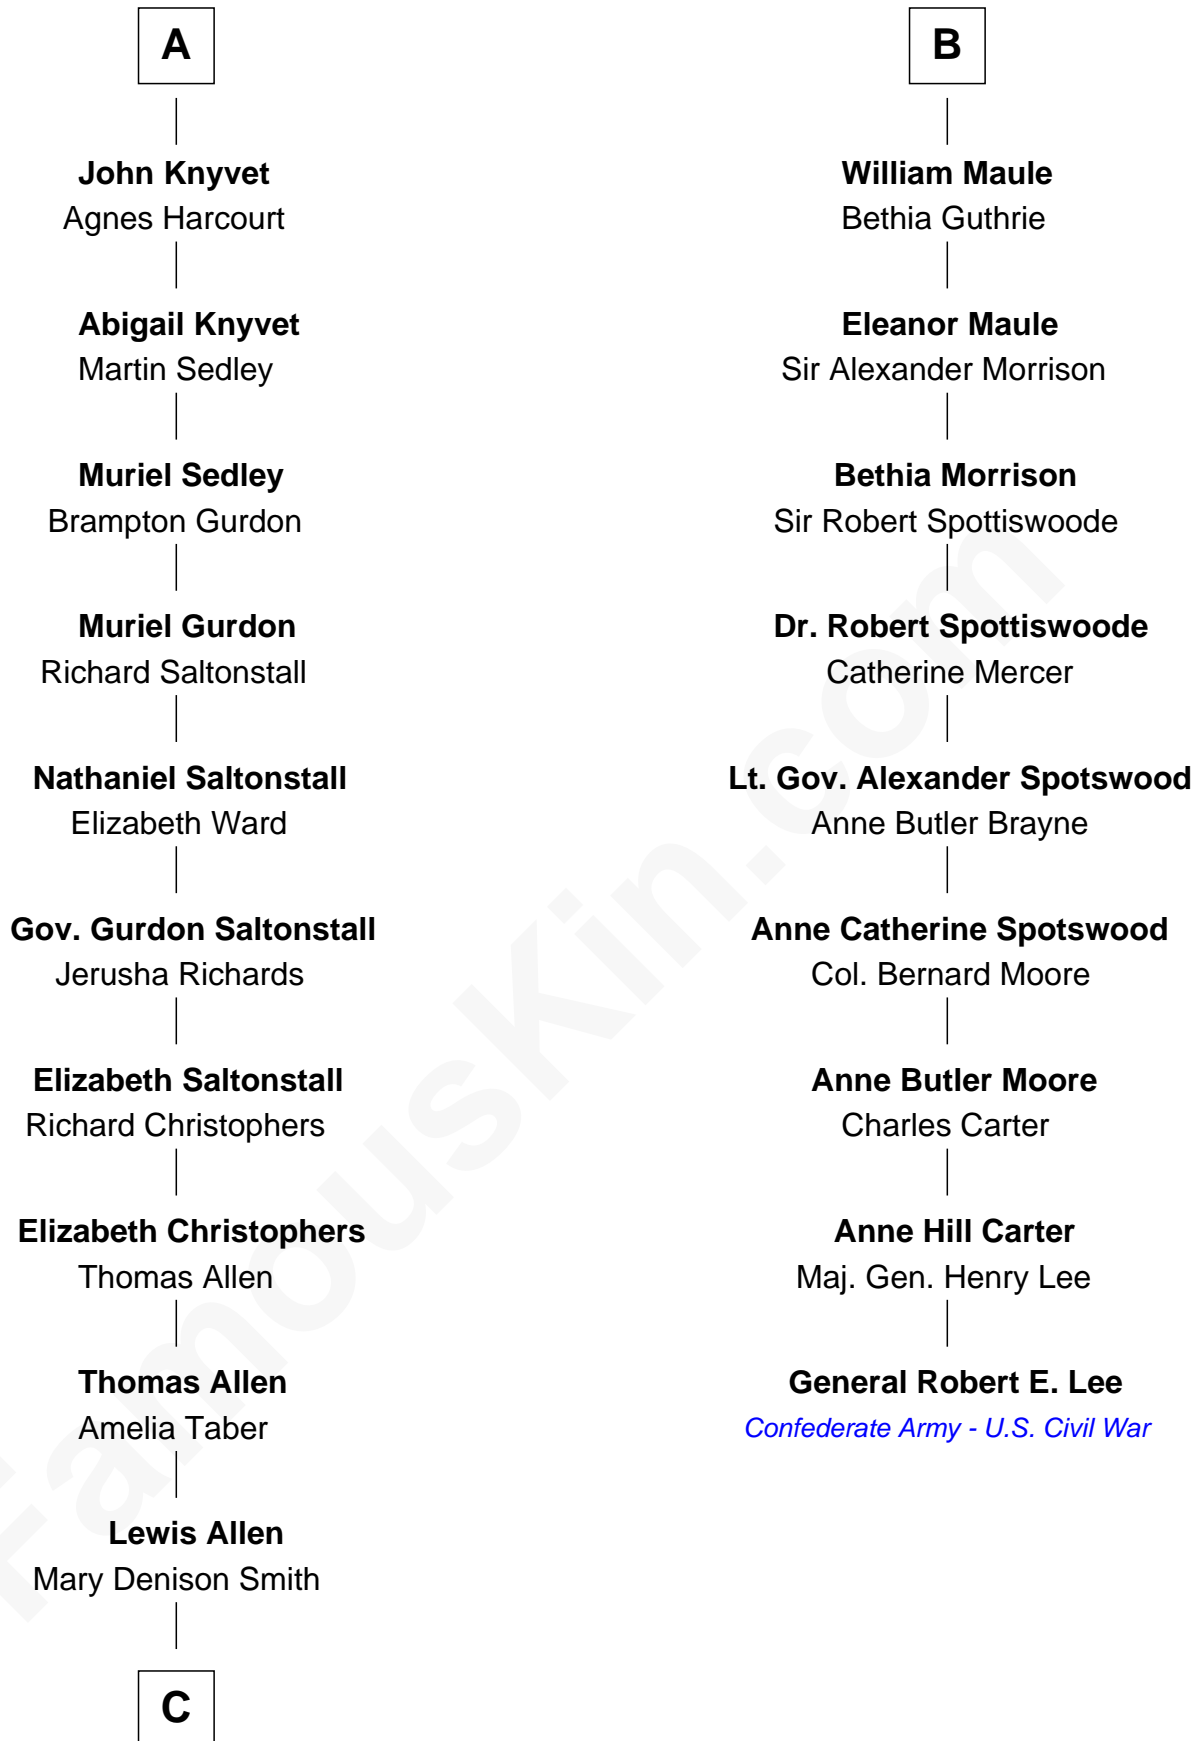 A
John Knyvet
Agnes Harcourt
Abigail Knyvet
Martin Sedley
Muriel Sedley
Brampton Gurdon
Muriel Gurdon
Richard Saltonstall
Nathaniel Saltonstall
Elizabeth Ward
Gov. Gurdon Saltonstall
Jerusha Richards
Elizabeth Saltonstall
Richard Christophers
Elizabeth Christophers
Thomas Allen
Thomas Allen
Amelia Taber
Lewis Allen
Mary Denison Smith
C
B
William Maule
Bethia Guthrie
Eleanor Maule
Sir Alexander Morrison
Bethia Morrison
Sir Robert Spottiswoode
Dr. Robert Spottiswoode
Catherine Mercer
Lt. Gov. Alexander Spotswood
Anne Butler Brayne
Anne Catherine Spotswood
Col. Bernard Moore
Anne Butler Moore
Charles Carter
Anne Hill Carter
Maj. Gen. Henry Lee
General Robert E. Lee
Confederate Army - U.S. Civil War
FamousKin.com